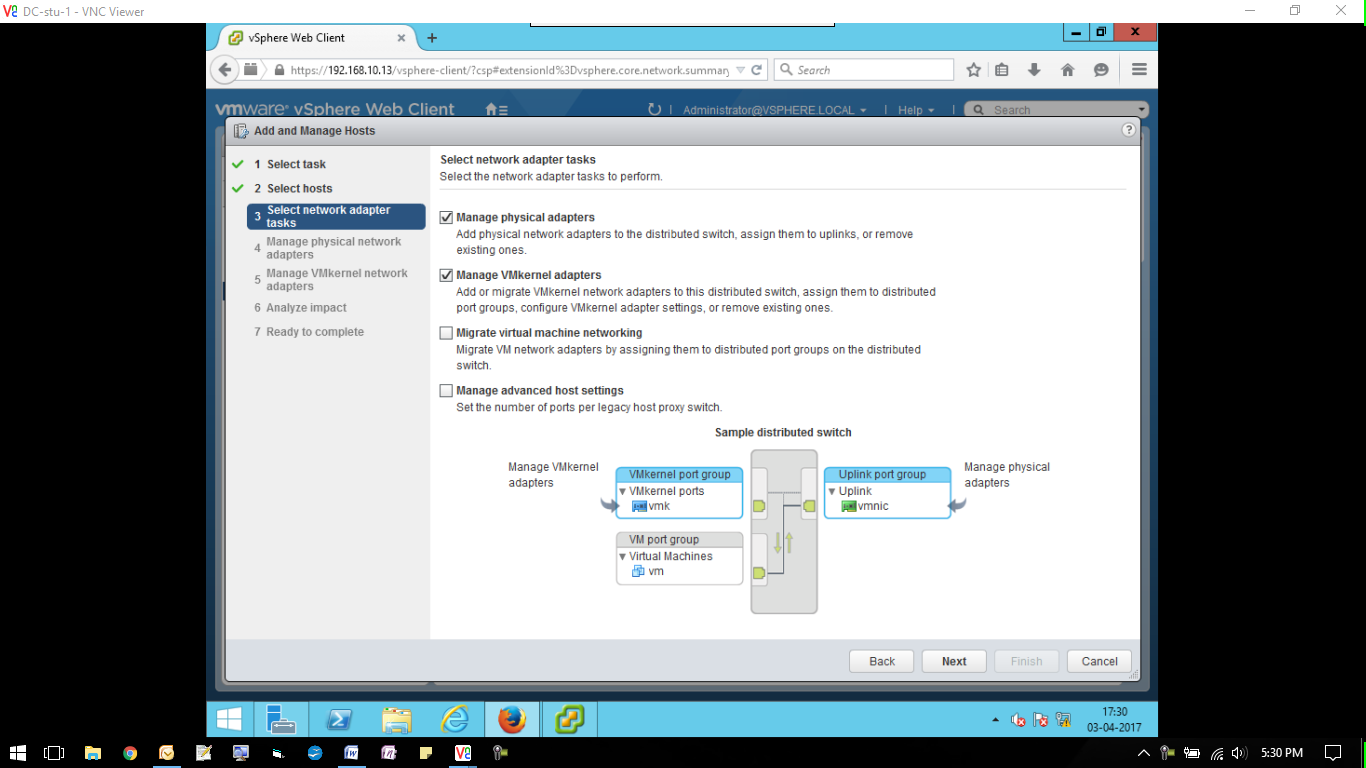 DC-stu-1 - VNC Viewer
vSphere Web Client
https://192.168.10.13/vsphere-client/?csp#extensionId%3Dvsphere.core.network.summary
Search
vmware® vSphere Web Client
Administrator@VSPHERE.LOCAL
Help
Search
Add and Manage Hosts
?
1 Select task
2 Select hosts
3 Select network adapter
tasks
4 Manage physical network
adapters
5 Manage VMkernel network
adapters
6 Analyze impact
7 Ready to complete
Select network adapter tasks
Select the network adapter tasks to perform.
Manage physical adapters
Add physical network adapters to the distributed switch, assign them to uplinks, or remove
existing ones.
Manage VMkernel adapters
Add or migrate VMkernel network adapters to this distributed switch, assign them to distributed
port groups, configure VMkernel adapter settings, or remove existing ones.
Migrate virtual machine networking
Migrate VM network adapters by assigning them to distributed port groups on the distributed
switch.
Manage advanced host settings
Set the number of ports per legacy host proxy switch.
Sample distributed switch
Manage VMkernel
adapters
VMkernel port group
VMkernel ports
vmk
VM port group
Virtual Machines
vm
Uplink port group
Uplink
vmnic
Manage physical
adapters
Back
Next
Finish
Cancel
17:30
03-04-2017
5:30 PM